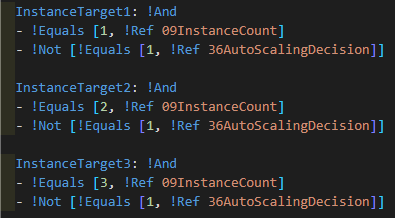 InstanceTarget1: !And
- !Equals [1, !Ref 09InstanceCount]
- !Not [!Equals [1, !Ref 36AutoScalingDecision]]
InstanceTarget2: !And
- !Equals [2, !Ref 09InstanceCount]
- !Not [!Equals [1, !Ref 36AutoScalingDecision]]
InstanceTarget3: !And
- !Equals [3, !Ref 09InstanceCount]
- !Not [!Equals [1, !Ref 36AutoScalingDecision]]